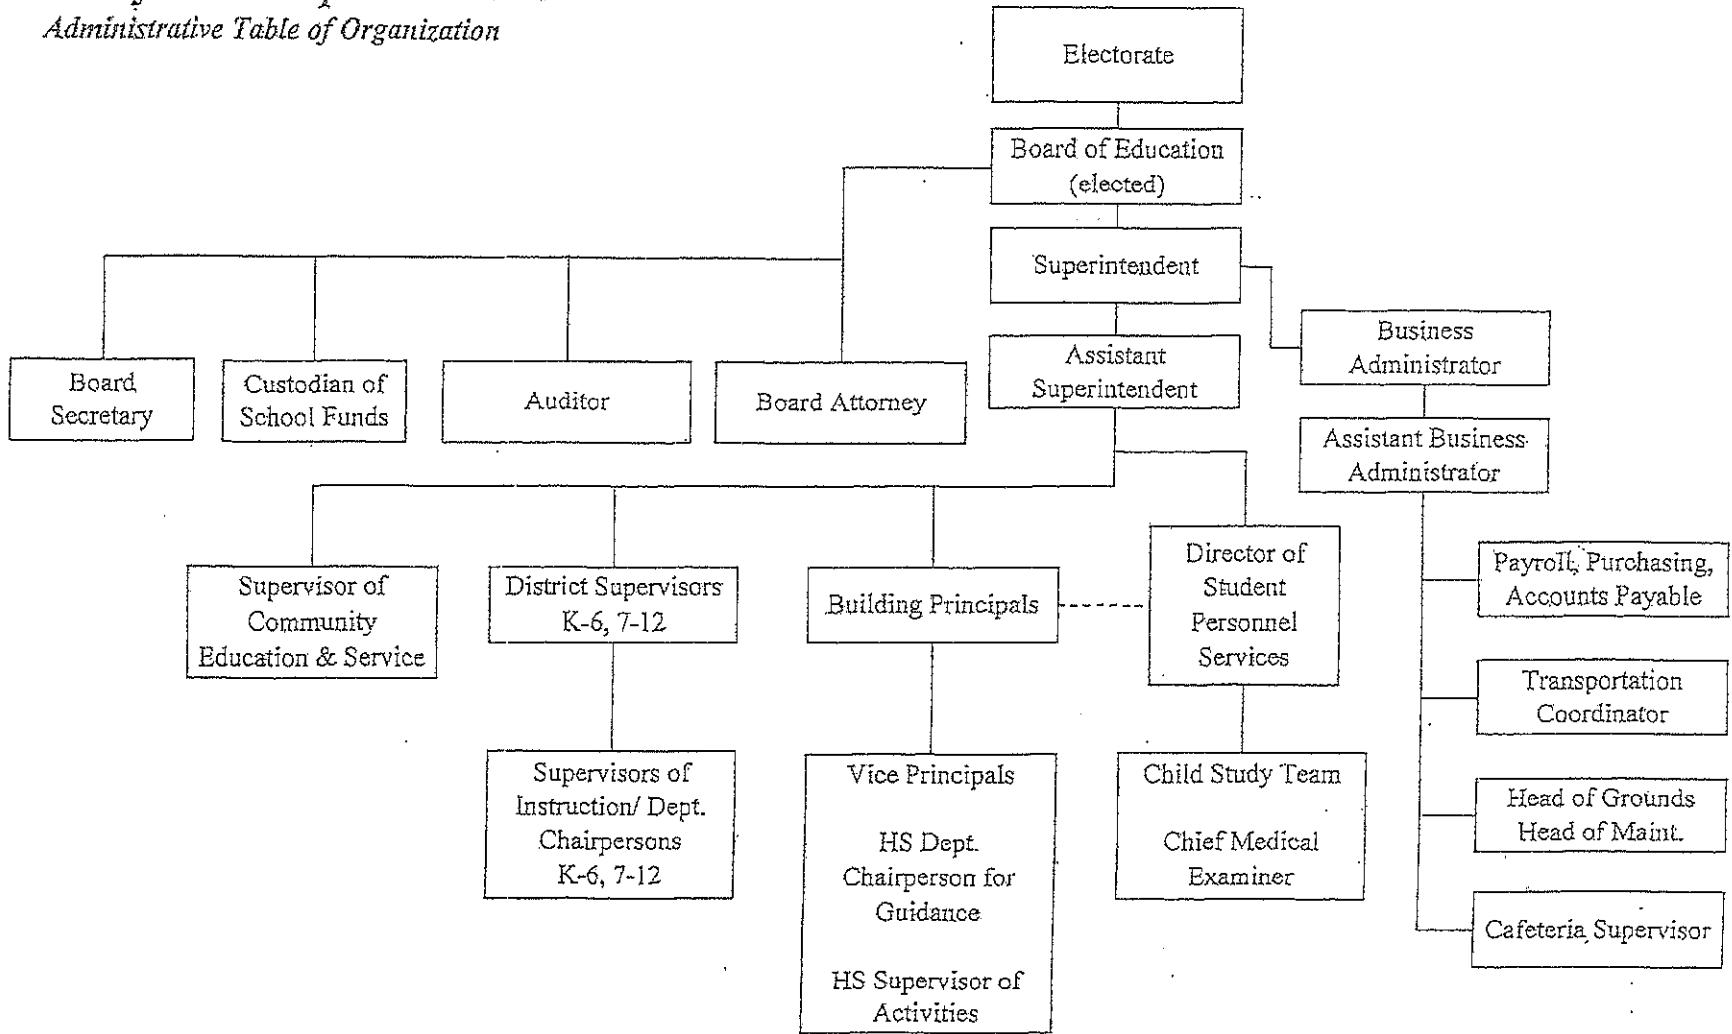 Administrative Table of Organization
Electorate
Board of Education
(elected)
Superintendent
Assistant
Superintendent
Business
Administrator
Assistant Business
Administrator
Board
Secretary
Custodian of
School Funds
Auditor
Board Attorney
Supervisor of
Community
Education & Service
District Supervisors
K-6, 7-12
Building Principals
Director of
Student
Personnel
Services
Payroll, Purchasing,
Accounts Payable
Transportation
Coordinator
Head of Grounds
Head of Maint.
Cafeteria Supervisor
Supervisors of
Instruction/ Dept.
Chairpersons
K-6, 7-12
Vice Principals
HS Dept.
Chairperson for
Guidance
HS Supervisor of
Activities
Child Study Team
Chief Medical
Examiner